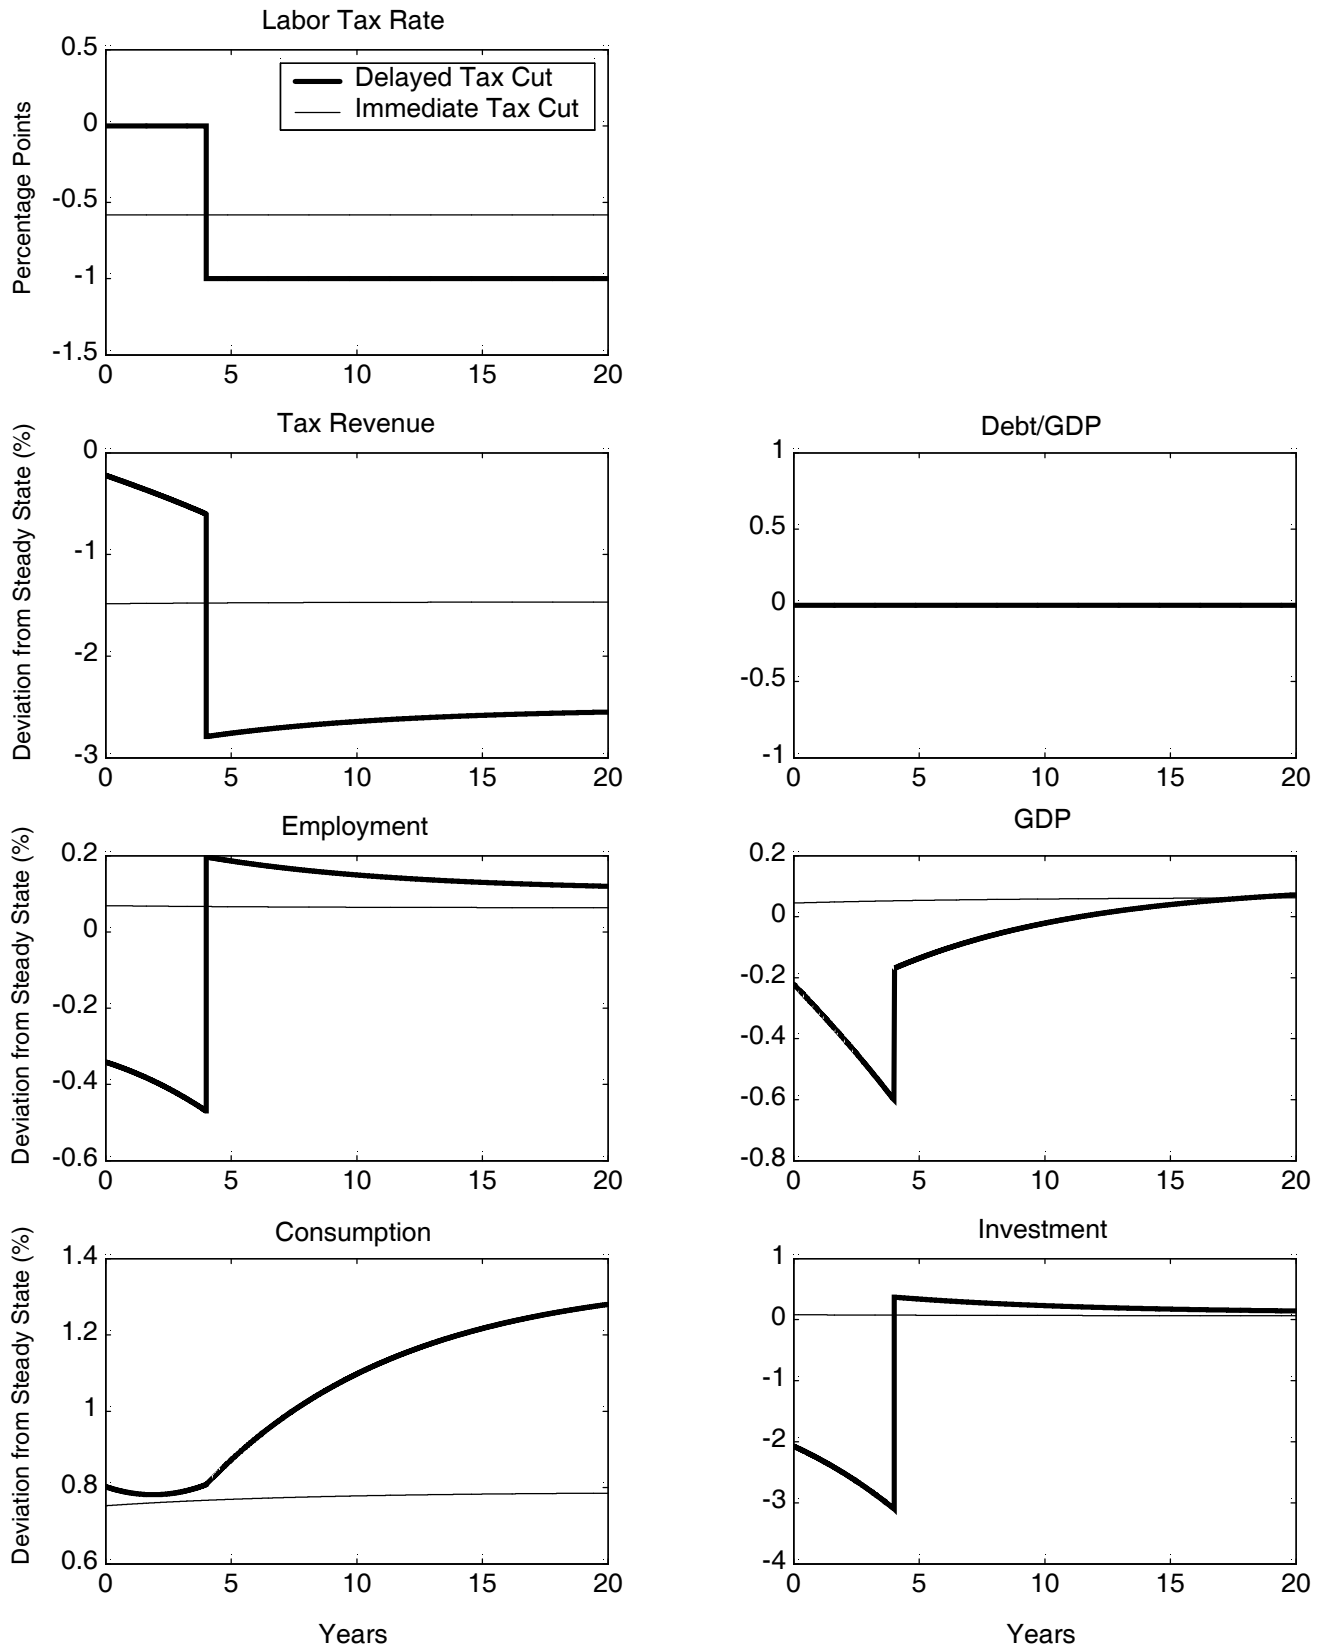 Labor Tax Rate
0.5
0
-0.5
-1
-1.5
Percentage Points
Delayed Tax Cut
Immediate Tax Cut
0 5 10 15 20
Tax Revenue
0
-1
-2
-3
Deviation from Steady State (%)
0 5 10 15 20
Debt/GDP
1
0.5
0
-0.5
-1
0 5 10 15 20
Employment
0.2
0
-0.2
-0.4
-0.6
Deviation from Steady State (%)
0 5 10 15 20
GDP
0.2
0
-0.2
-0.4
-0.6
-0.8
0 5 10 15 20
Consumption
1.4
1.2
1
0.8
0.6
Deviation from Steady State (%)
0 5 10 15 20
Years
Investment
1
0
-1
-2
-3
-4
0 5 10 15 20
Years